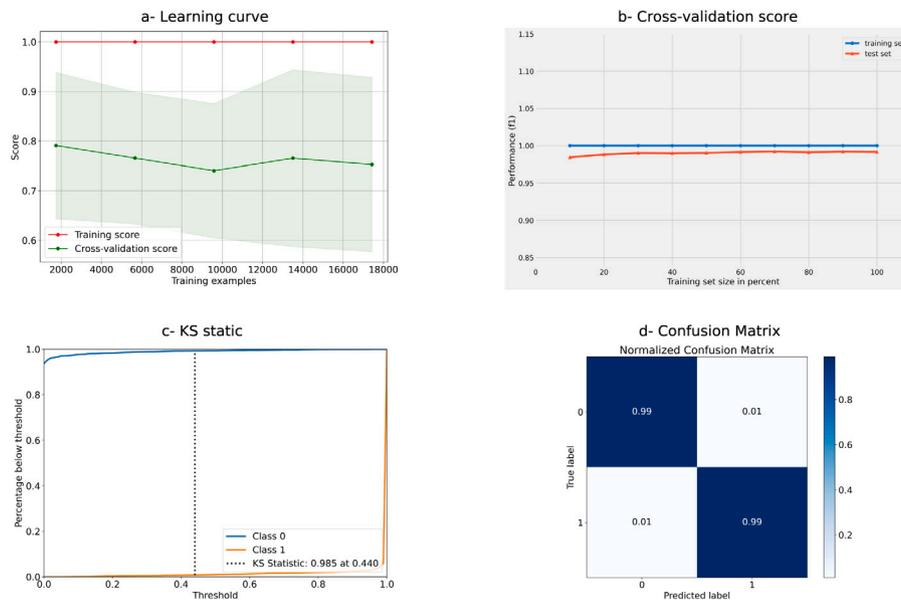 a- Learning curve
1.0
0.9
0.8
0.7
0.6
Score
Training score
Cross-validation score
2000 4000 6000 8000 10000 12000 14000 16000 18000
Training examples
b- Cross-validation score
1.15
1.10
1.05
1.00
0.95
0.90
0.85
Performance (f1)
training se
test set
0 20 40 60 80 100
Training set size in percent
c- KS static
1.0
0.8
0.6
0.4
0.2
0.0
Percentage below threshold
Class 0
Class 1
KS Statistic: 0.985 at 0.440
0.0 0.2 0.4 0.6 0.8 1.0
Threshold
d- Confusion Matrix
Normalized Confusion Matrix
0
1
True label
0.99 0.01
0.01 0.99
0 1
Predicted label
0.8
0.6
0.4
0.2